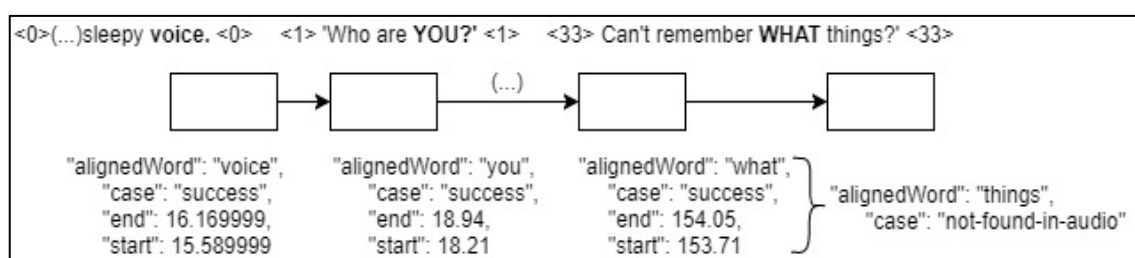 <0>(...)sleepy voice. <0> <1> 'Who are YOU?' <1> <33> Can't remember WHAT things?' <33>
(...)
"alignedWord": "voice",
"case": "success",
"end": 16.169999,
"start": 15.589999
"alignedWord": "you",
"case": "success",
"end": 18.94,
"start": 18.21
"alignedWord": "what",
"case": "success",
"end": 154.05,
"start": 153.71
"alignedWord": "things",
"case": "not-found-in-audio"